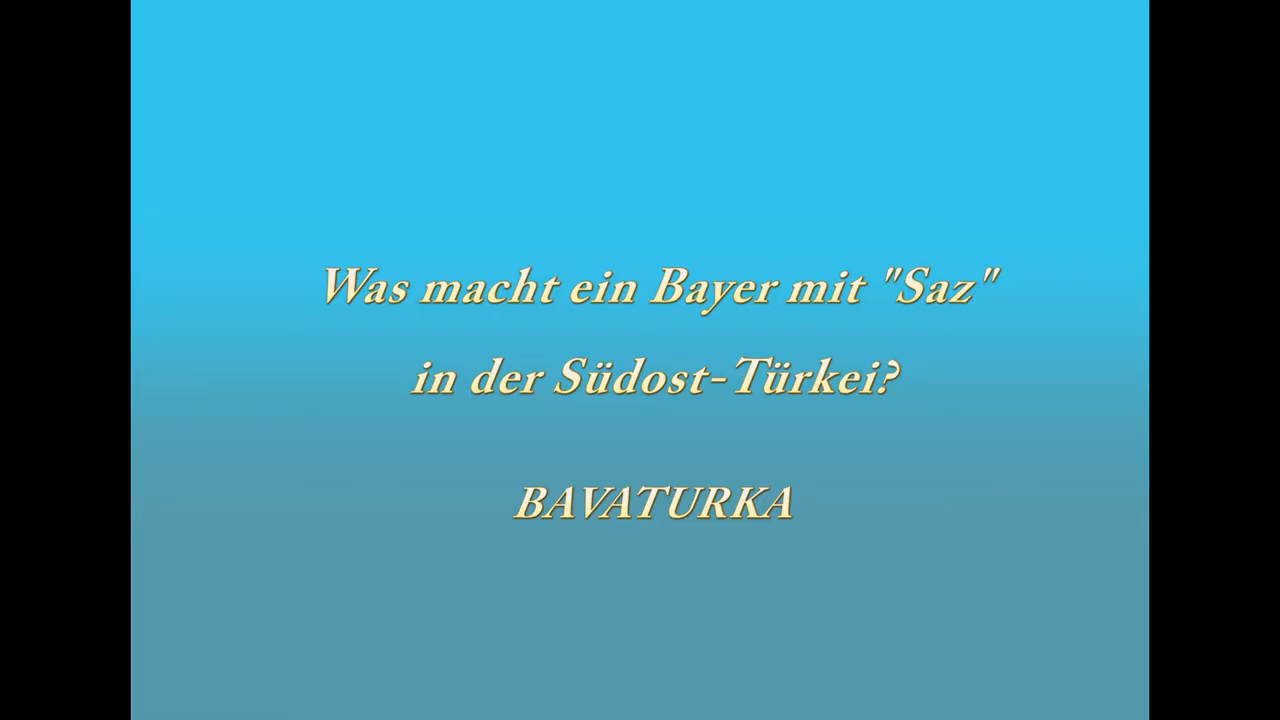 Was macht ein Bayer mit "Saz"
in der Südost-Türkei?
BAVATURKA